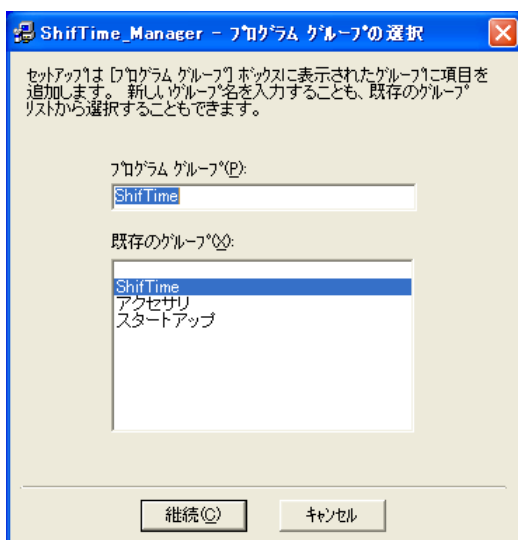 ShifTime_Manager - ﾌﾟﾛｸﾞﾗﾑ ｸﾞﾙｰﾌﾟの選択
ｾｯﾄｱｯﾌﾟは [ﾌﾟﾛｸﾞﾗﾑ ｸﾞﾙｰﾌﾟ] ﾎﾞｯｸｽに表示されたｸﾞﾙｰﾌﾟに項目を
追加します。 新しいｸﾞﾙｰﾌﾟ名を入力することも、既存のｸﾞﾙｰﾌﾟ
ﾘｽﾄから選択することもできます。
ﾌﾟﾛｸﾞﾗﾑ ｸﾞﾙｰﾌﾟ(P):
ShifTime
既存のｸﾞﾙｰﾌﾟ(X):
ShifTime
アクセサリ
スタートアップ
継続(C)
ｷｬﾝｾﾙ